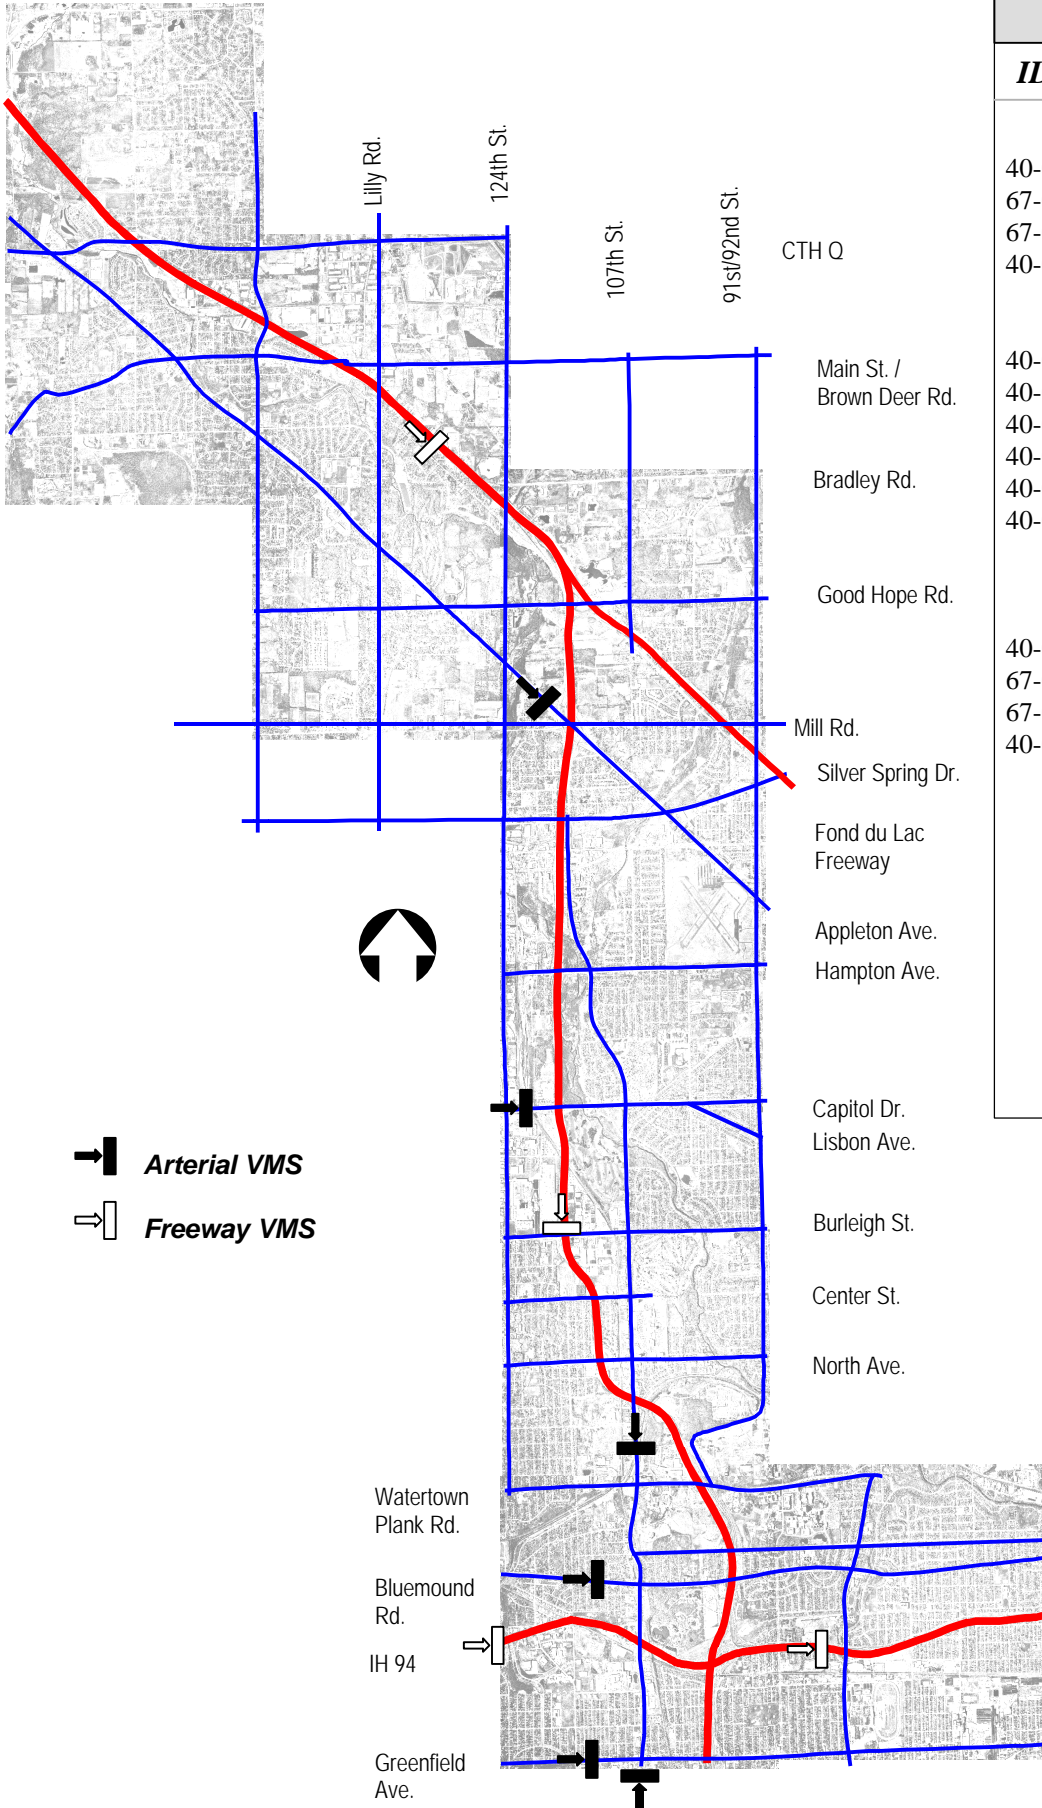 ID
40-
67-
67-
40-
40-
40-
40-
40-
40-
40-
40-
67-
67-
40-
Lilly Rd.
124th St.
107th St.
91st/92nd St.
CTH Q
Main St. /
Brown Deer Rd.
Bradley Rd.
Good Hope Rd.
Mill Rd.
Silver Spring Dr.
Fond du Lac
Freeway
Appleton Ave.
Hampton Ave.
Capitol Dr.
Lisbon Ave.
Arterial VMS
Freeway VMS
Burleigh St.
Center St.
North Ave.
Watertown
Plank Rd.
Bluemound
Rd.
IH 94
Greenfield
Ave.